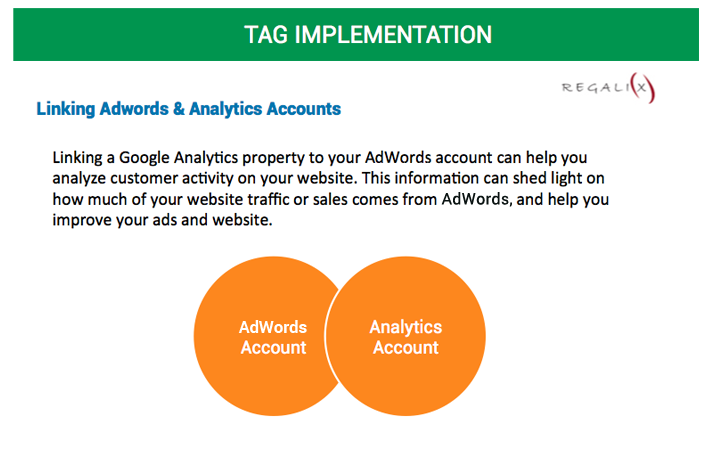 TAG IMPLEMENTATION
REGALI(X)
Linking Adwords & Analytics Accounts
Linking a Google Analytics property to your AdWords account can help you
analyze customer activity on your website. This information can shed light on
how much of your website traffic or sales comes from AdWords, and help you
improve your ads and website.
AdWords
Account
Analytics
Account